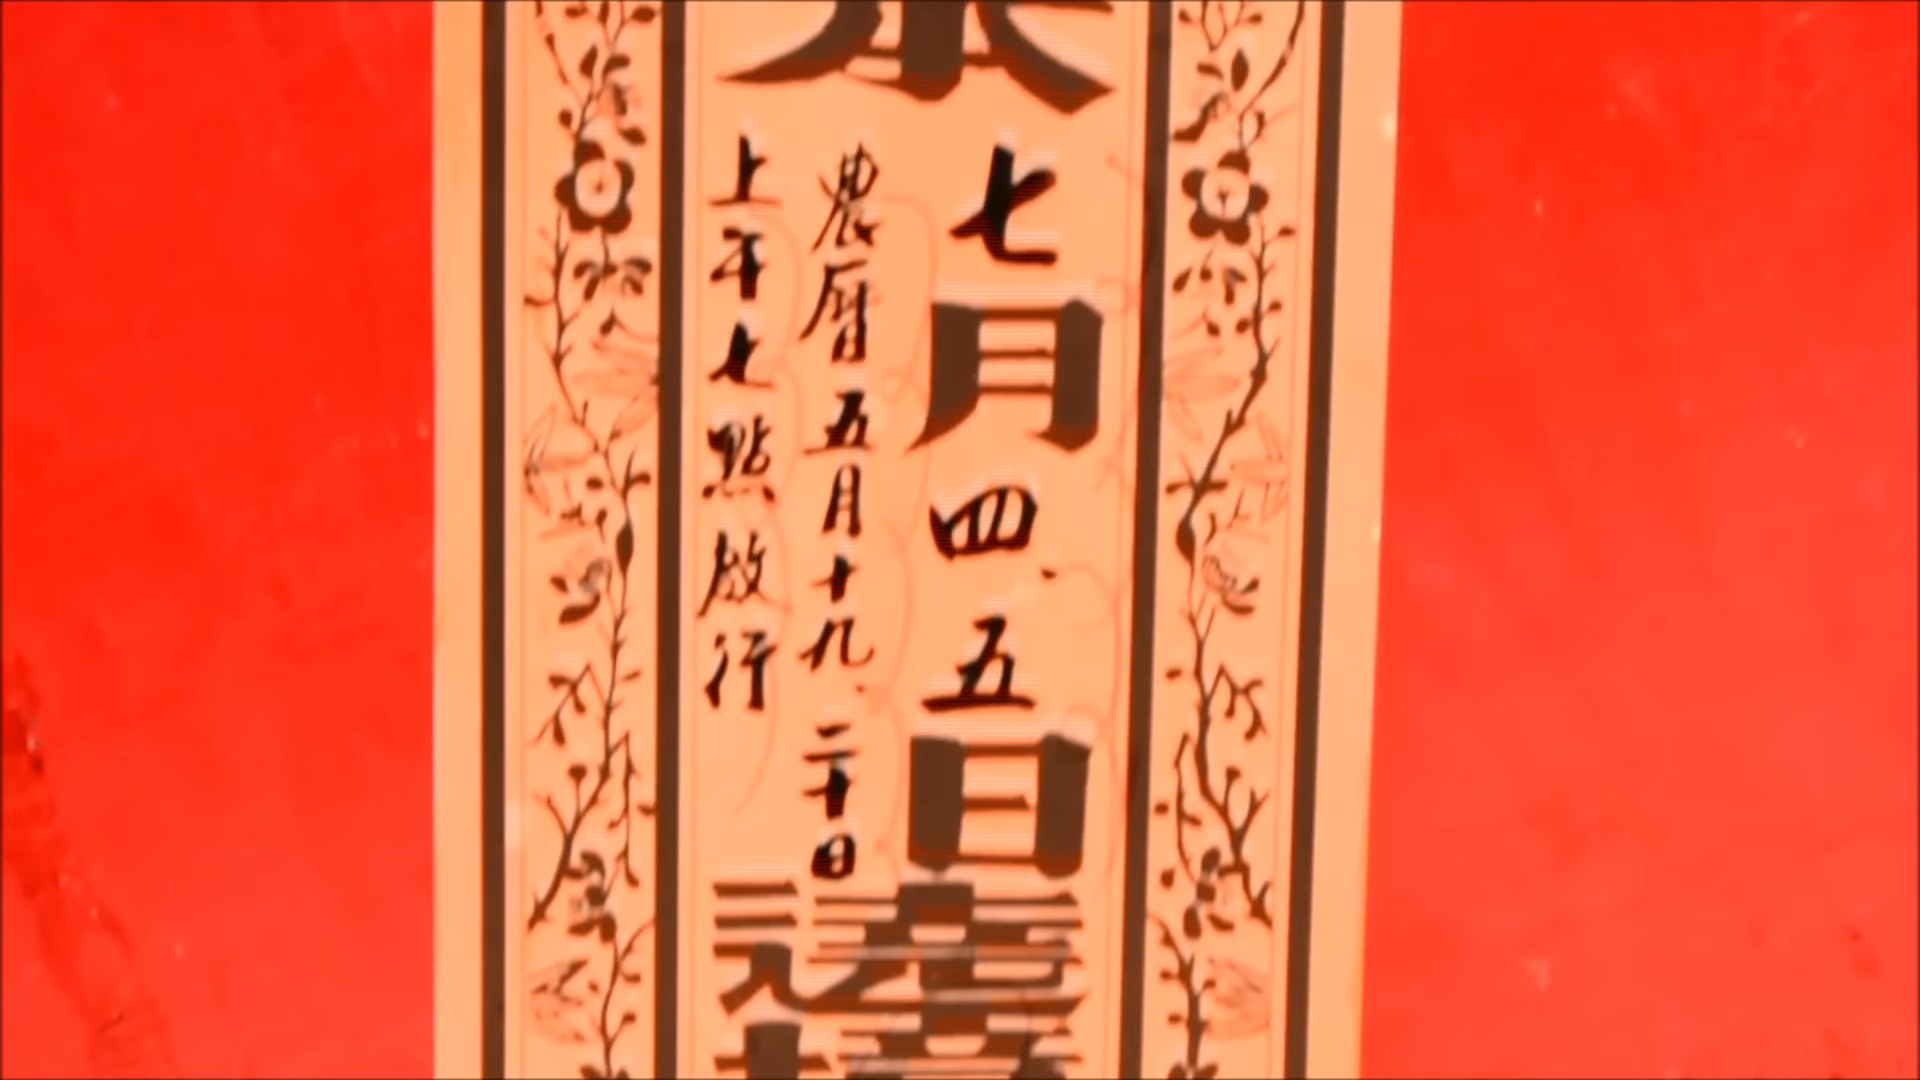 七月四、五日
農曆五月十九、二十日
上午七點啟行